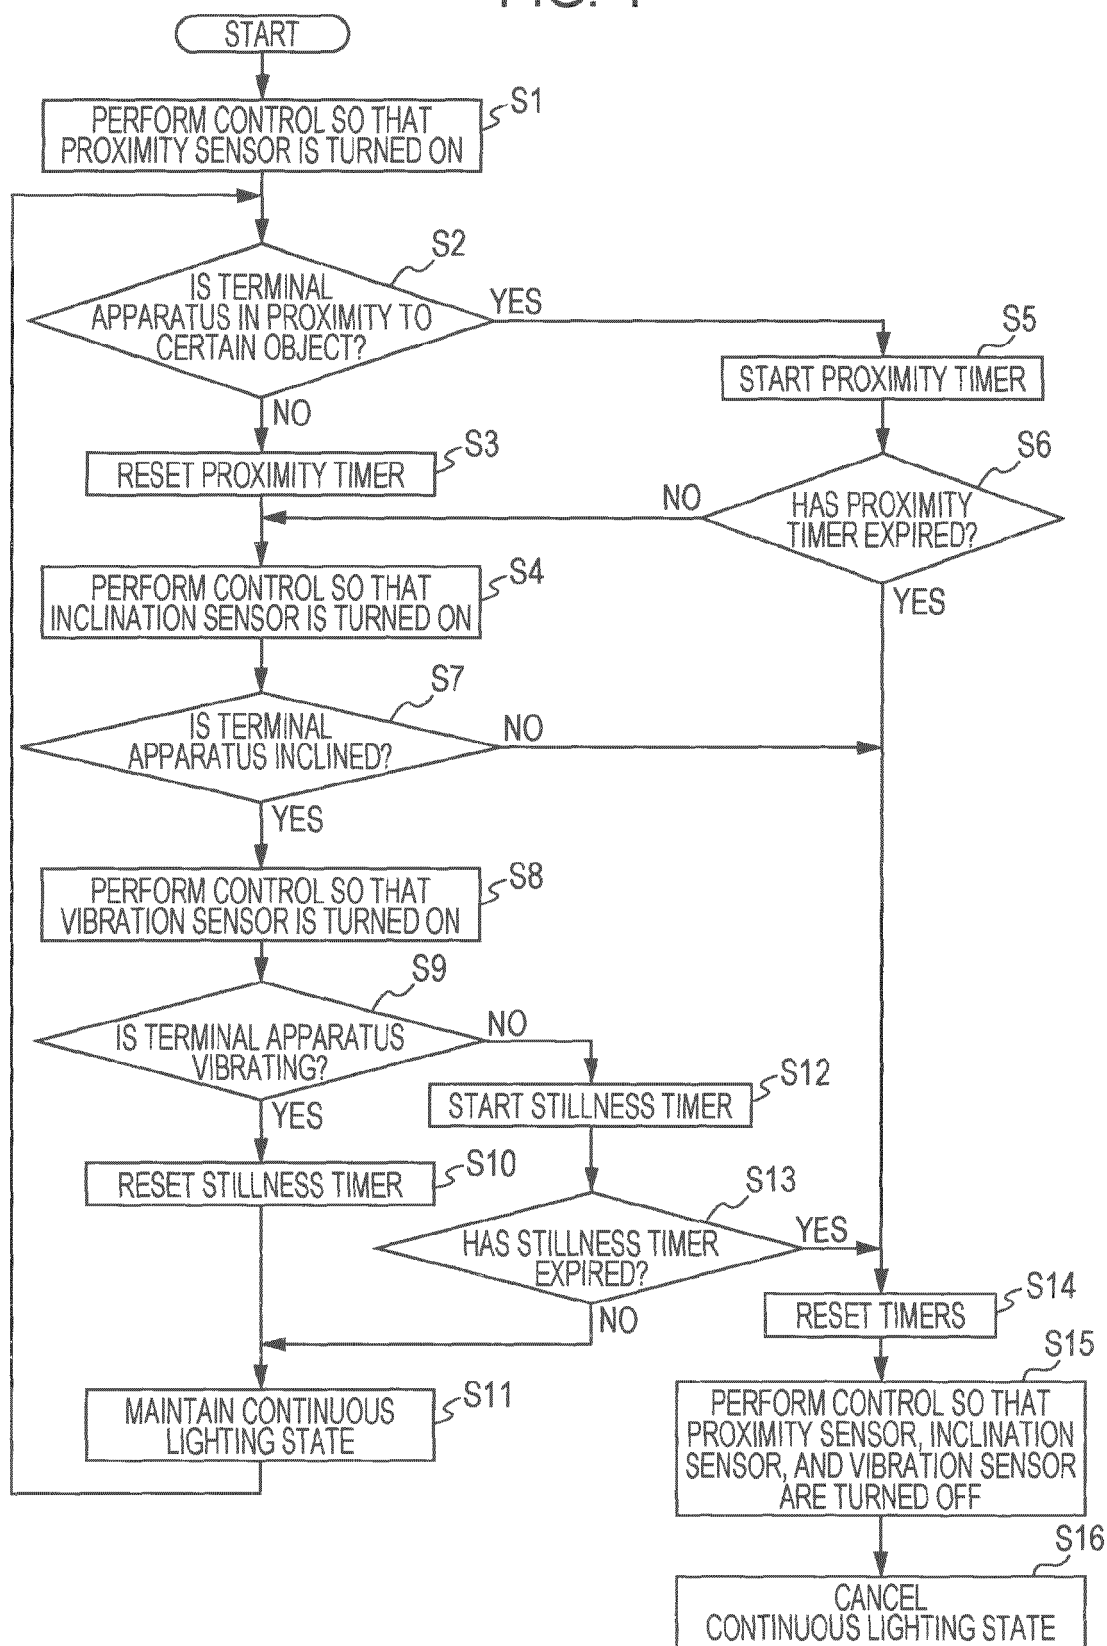 START
S1
PERFORM CONTROL SO THAT
PROXIMITY SENSOR IS TURNED ON
S2
IS TERMINAL
APPARATUS IN PROXIMITY TO
CERTAIN OBJECT?
YES
NO
S5
START PROXIMITY TIMER
S3
RESET PROXIMITY TIMER
S6
HAS PROXIMITY
TIMER EXPIRED?
NO
YES
S4
PERFORM CONTROL SO THAT
INCLINATION SENSOR IS TURNED ON
S7
IS TERMINAL
APPARATUS INCLINED?
NO
YES
S8
PERFORM CONTROL SO THAT
VIBRATION SENSOR IS TURNED ON
S9
IS TERMINAL APPARATUS
VIBRATING?
NO
YES
S12
START STILLNESS TIMER
S10
RESET STILLNESS TIMER
S13
HAS STILLNESS TIMER
EXPIRED?
YES
NO
S14
RESET TIMERS
S11
MAINTAIN CONTINUOUS
LIGHTING STATE
S15
PERFORM CONTROL SO THAT
PROXIMITY SENSOR, INCLINATION
SENSOR, AND VIBRATION SENSOR
ARE TURNED OFF
S16
CANCEL
CONTINUOUS LIGHTING STATE